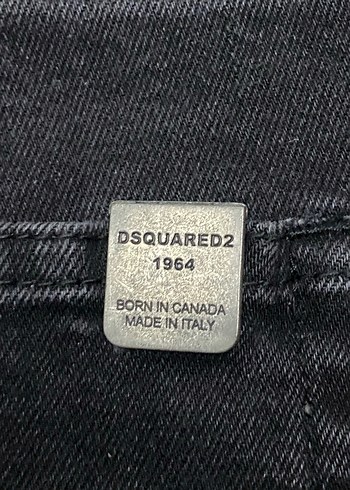 DSQUARED2
1964
BORN IN CANADA
MADE IN ITALY